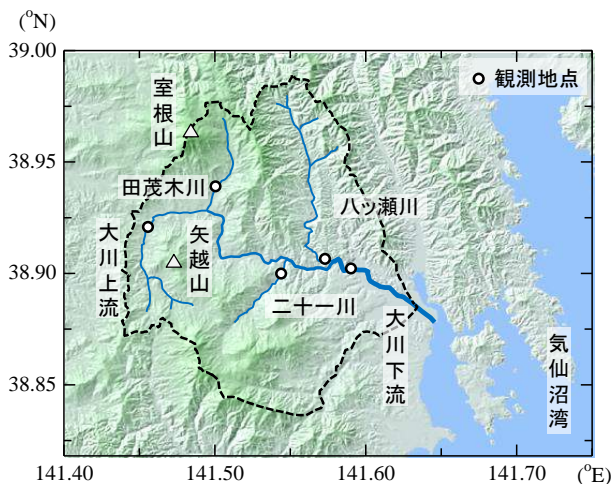 (°N)
39.00
38.95
38.90
38.85
観測地点
室根山
田茂木川
八ッ瀬川
大川上流
矢越山
二十一川
大川下流
気仙沼湾
141.40
141.50
141.60
141.70
(°E)